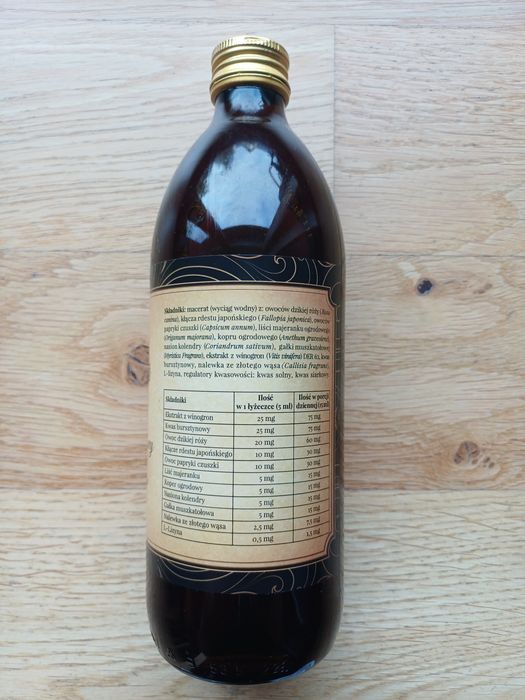 Składniki: macerat (wyciąg wodny) z: owoców dzikiej róży (Rosa
canina), kłącza rdestu japońskiego (Fallopia japonica), owoców
papryki czuszki (Capsicum annum), liści majeranku ogrodowego
(Origanum majorana), kopru ogrodowego (Anethum graveolens),
nasion kolendry (Coriandrum sativum), gałki muszkatołowej
(Myristica Fragrans), ekstrakt z winogron (Vitis vinifera) DER 10, kwas
bursztynowy, nalewka ze złotego wąsa (Callisia fragrans),
L-lizyna, regulatory kwasowości: kwas solny, kwas siarkowy.
Składniki Ilość w 1 łyżeczce (5 ml) Ilość w porcji dziennej (15 ml)
Ekstrakt z winogron 25 mg 75 mg
Kwas bursztynowy 25 mg 75 mg
Owoc dzikiej róży 20 mg 60 mg
Kłącze rdestu japońskiego 10 mg 30 mg
Owoc papryki czuszki 10 mg 30 mg
Liść majeranku 5 mg 15 mg
Koper ogrodowy 5 mg 15 mg
Nasiona kolendry 5 mg 15 mg
Gałka muszkatołowa 5 mg 15 mg
Nalewka ze złotego wąsa 2,5 mg 7,5 mg
L-Lizyna 0,5 mg 1,5 mg